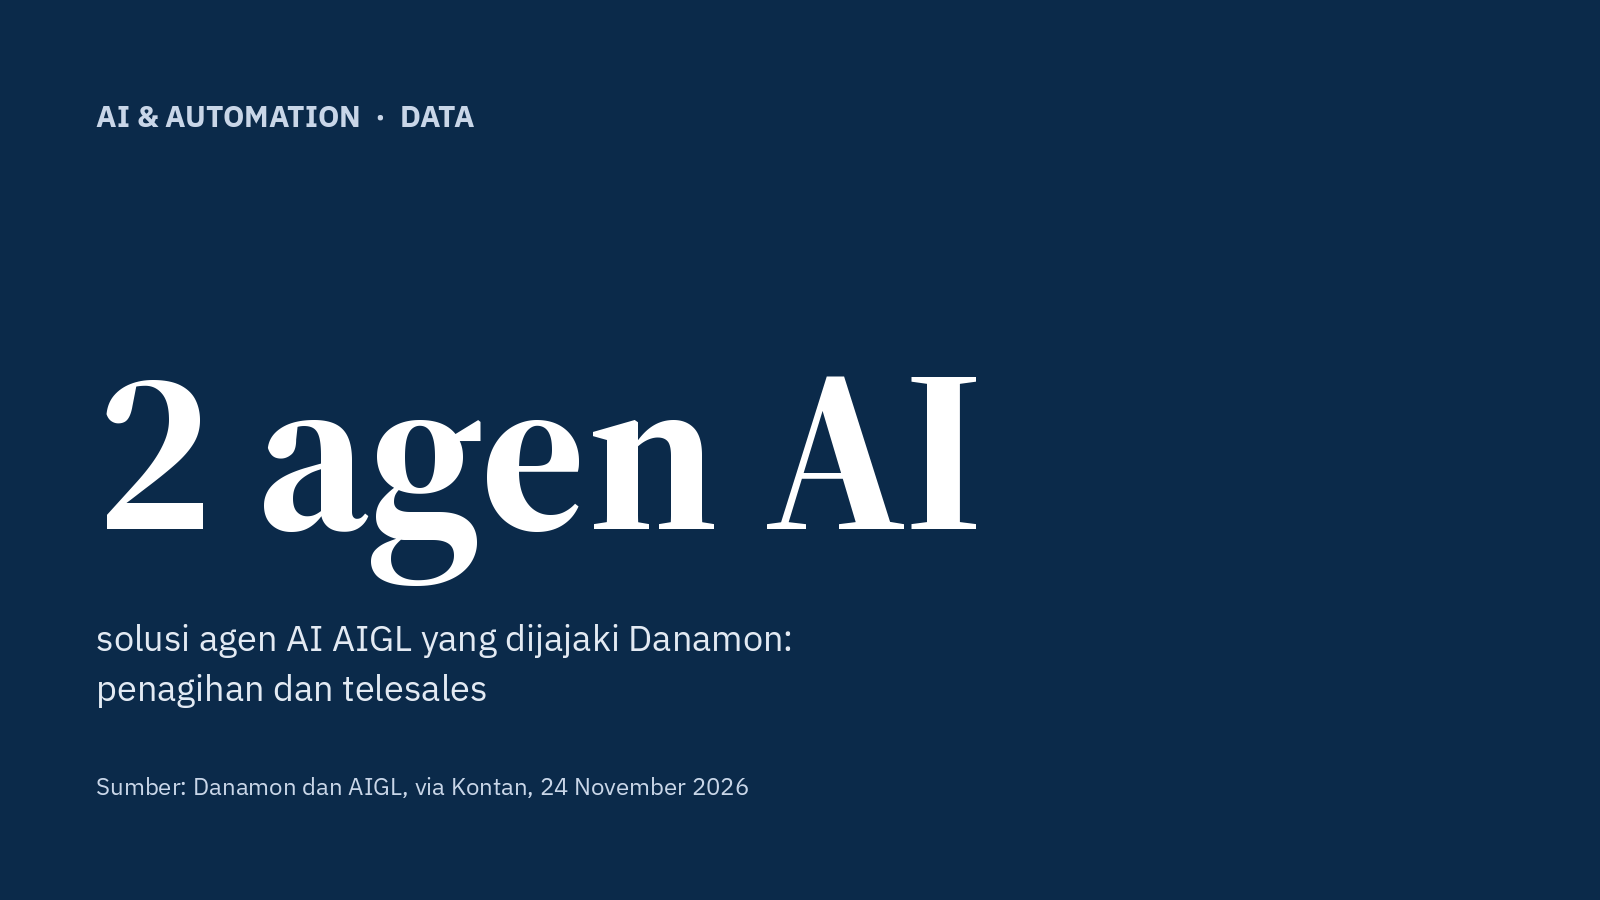 AI & AUTOMATION · DATA
2 agen AI
solusi agen AI AIGL yang dijajaki Danamon:
penagihan dan telesales
Sumber: Danamon dan AIGL, via Kontan, 24 November 2026